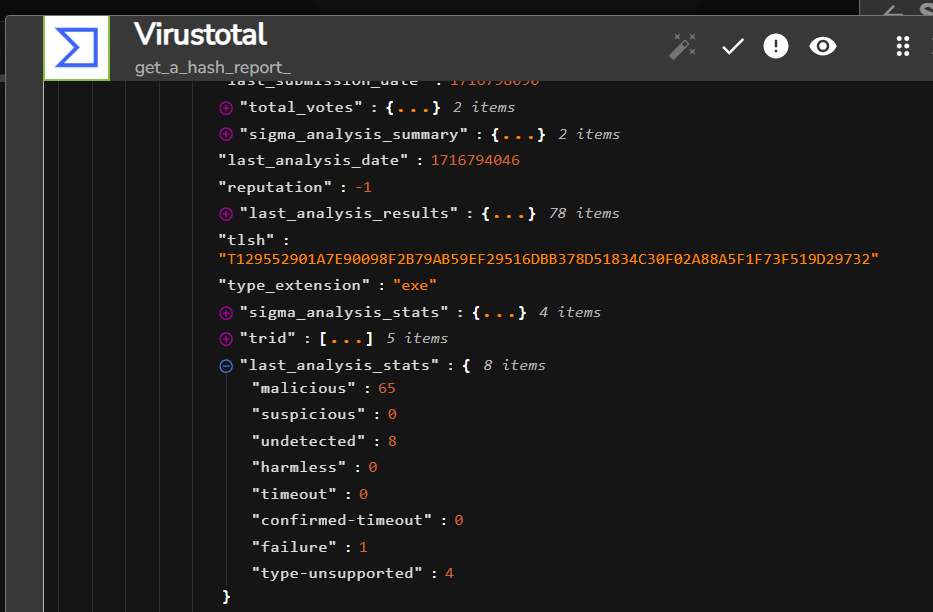 Virustotal
get_a_hash_report_
"last_submission_date" : 1716798690
"total_votes" : {...} 2 items
"sigma_analysis_summary" : {...} 2 items
"last_analysis_date" : 1716794046
"reputation" : -1
"last_analysis_results" : {...} 78 items
"tlsh" :
"T129552901A7E90098F2B79AB59EF29516DBB378D51834C30F02A88A5F1F73F519D29732"
"type_extension" : "exe"
"sigma_analysis_stats" : {...} 4 items
"trid" : [...] 5 items
"last_analysis_stats" : { 8 items
"malicious" : 65
"suspicious" : 0
"undetected" : 8
"harmless" : 0
"timeout" : 0
"confirmed-timeout" : 0
"failure" : 1
"type-unsupported" : 4
}